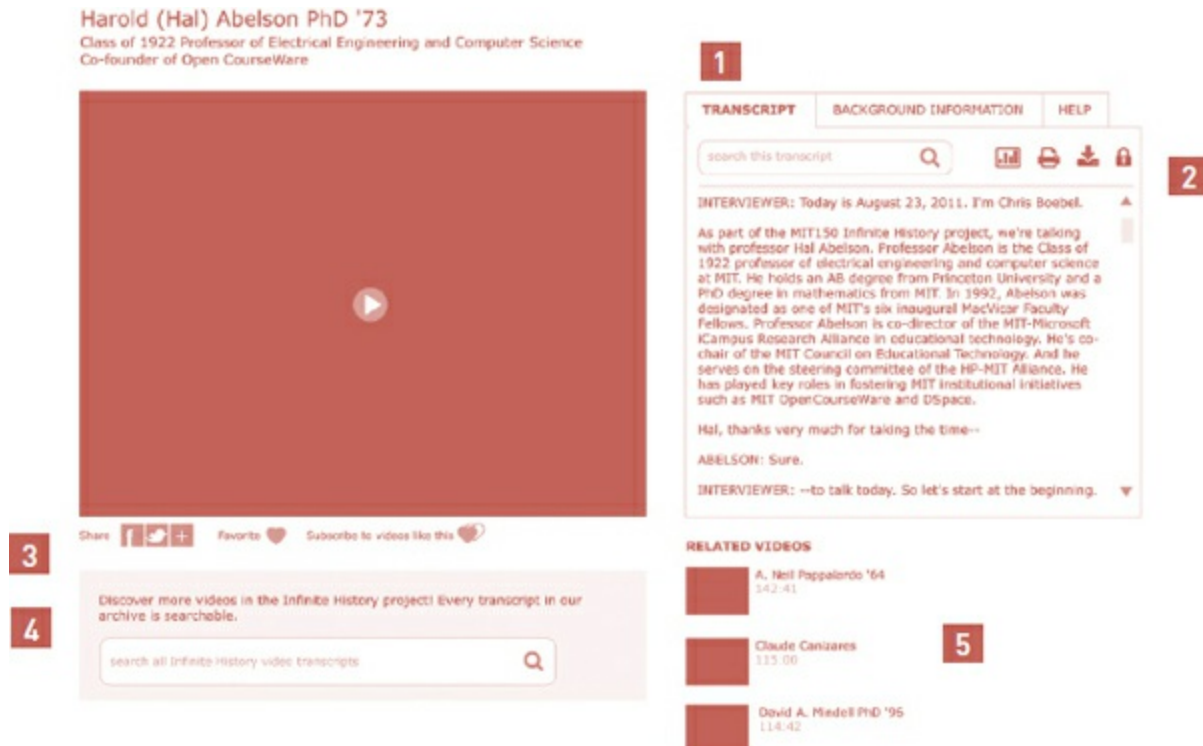 Harold (Hal) Abelson PhD '73
Class of 1922 Professor of Electrical Engineering and Computer Science
Co-founder of Open CourseWare
1
TRANSCRIPT
BACKGROUND INFORMATION
HELP
search this transcript
2
INTERVIEWER: Today is August 23, 2011. I'm Chris Boebel.
As part of the MIT150 Infinite History project, we're talking
with professor Hal Abelson. Professor Abelson is the Class of
1922 professor of electrical engineering and computer science
at MIT. He holds an AB degree from Princeton University and a
PhD degree in mathematics from MIT. In 1992, Abelson was
designated as one of MIT's six inaugural MacVicar Faculty
Fellows. Professor Abelson is co-director of the MIT-Microsoft
iCampus Research Alliance in educational technology. He's co-
chair of the MIT Council on Educational Technology. And he
serves on the steering committee of the HP-MIT Alliance. He
has played key roles in fostering MIT institutional initiatives
such as MIT OpenCourseWare and DSpace.
Hal, thanks very much for taking the time--
ABELSON: Sure.
INTERVIEWER: --to talk today. So let's start at the beginning.
3
Share f +
Favorite
Subscribe to videos like this
4
Discover more videos in the Infinite History project! Every transcript in our
archive is searchable.
search all Infinite History video transcripts
RELATED VIDEOS
A. Neil Pappalardo '64
142:41
Claude Canizares
115:00
5
David A. Mindell PhD '96
114:42